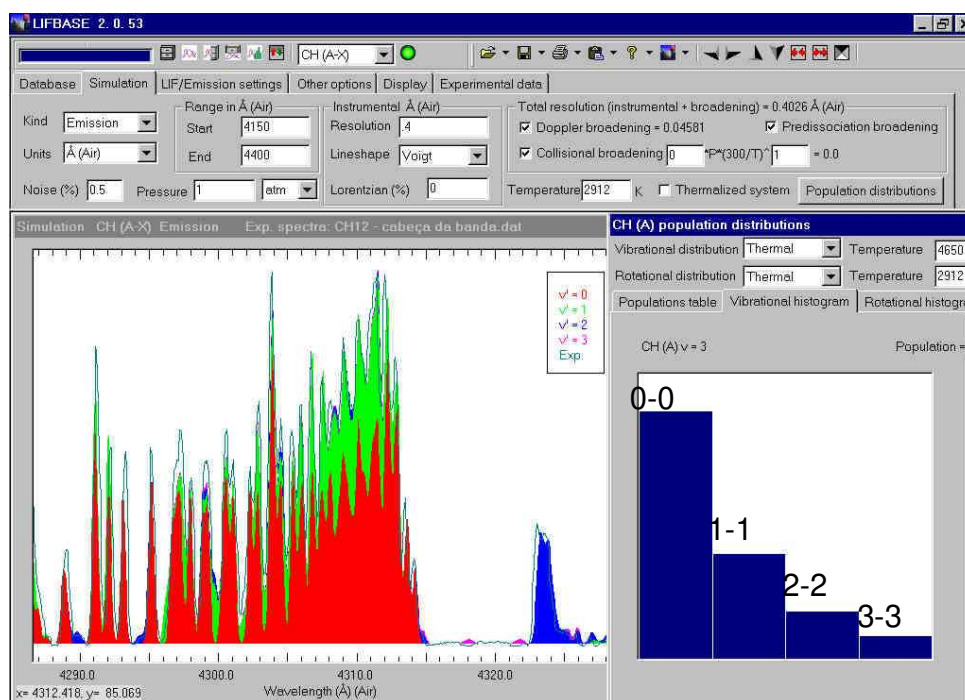 LIFBASE 2. 0. 53
CH (A-X)
Database Simulation LIF/Emission settings Other options Display Experimental data
Kind Emission
Units Å (Air)
Noise (%) 0.5 Pressure 1 atm
Range in Å (Air)
Start 4150
End 4400
Instrumental Å (Air)
Resolution .4
Lineshape Voigt
Lorentzian (%) 0
Total resolution (instrumental + broadening) = 0.4026 Å (Air)
Doppler broadening = 0.04581 Predissociation broadening
Collisional broadening 0 *P*(300/T)^ 1 = 0.0
Temperature 2912 K Thermalized system Population distributions
Simulation CH (A-X) Emission Exp. spectra: CH12 - cabeça da banda.dat
v' = 0
v' = 1
v' = 2
v' = 3
Exp.
4290.0 4300.0 4310.0 4320.0
x= 4312.418, y= 85.069 Wavelength (Å) (Air)
CH (A) population distributions
Vibrational distribution Thermal Temperature 4650
Rotational distribution Thermal Temperature 2912
Populations table Vibrational histogram Rotational histogra
CH (A) v = 3 Population =
0-0
1-1
2-2
3-3